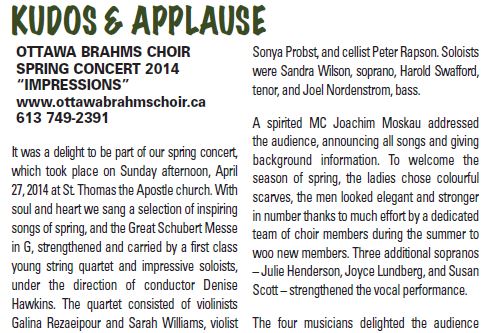 KUDOS & APPLAUSE
OTTAWA BRAHMS CHOIR
SPRING CONCERT 2014
“IMPRESSIONS”
www.ottawabrahmschoir.ca
613 749-2391
It was a delight to be part of our spring concert,
which took place on Sunday afternoon, April
27, 2014 at St. Thomas the Apostle church. With
soul and heart we sang a selection of inspiring
songs of spring, and the Great Schubert Messe
in G, strengthened and carried by a first class
young string quartet and impressive soloists,
under the direction of conductor Denise
Hawkins. The quartet consisted of violinists
Galina Rezaeipour and Sarah Williams, violist
Sonya Probst, and cellist Peter Rapson. Soloists
were Sandra Wilson, soprano, Harold Swafford,
tenor, and Joel Nordenstrom, bass.
A spirited MC Joachim Moskau addressed
the audience, announcing all songs and giving
background information. To welcome the
season of spring, the ladies chose colourful
scarves, the men looked elegant and stronger
in number thanks to much effort by a dedicated
team of choir members during the summer to
woo new members. Three additional sopranos
– Julie Henderson, Joyce Lundberg, and Susan
Scott – strengthened the vocal performance.
The four musicians delighted the audience